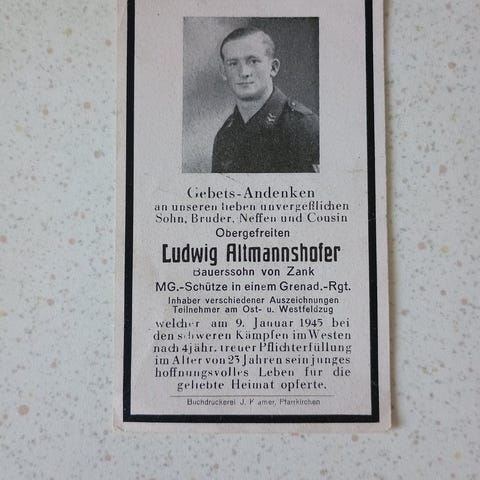 Gebets-Andenken
an unseren lieben unvergeßlichen
Sohn, Bruder, Neffen und Cousin
Obergefreiten
Ludwig Altmannshofer
Bauerssohn von Zank
MG.-Schütze in einem Grenad.-Rgt.
Inhaber verschiedener Auszeichnungen
Teilnehmer am Ost- u. Westfeldzug
welcher am 9. Januar 1945 bei
den schweren Kämpfen im Westen
nach 4jähr. treuer Pflichterfüllung
im Alter von 23 Jahren sein junges
hoffnungsvolles Leben für die
geliebte Heimat opferte.
Buchdruckerei J. Pfarrkirchen